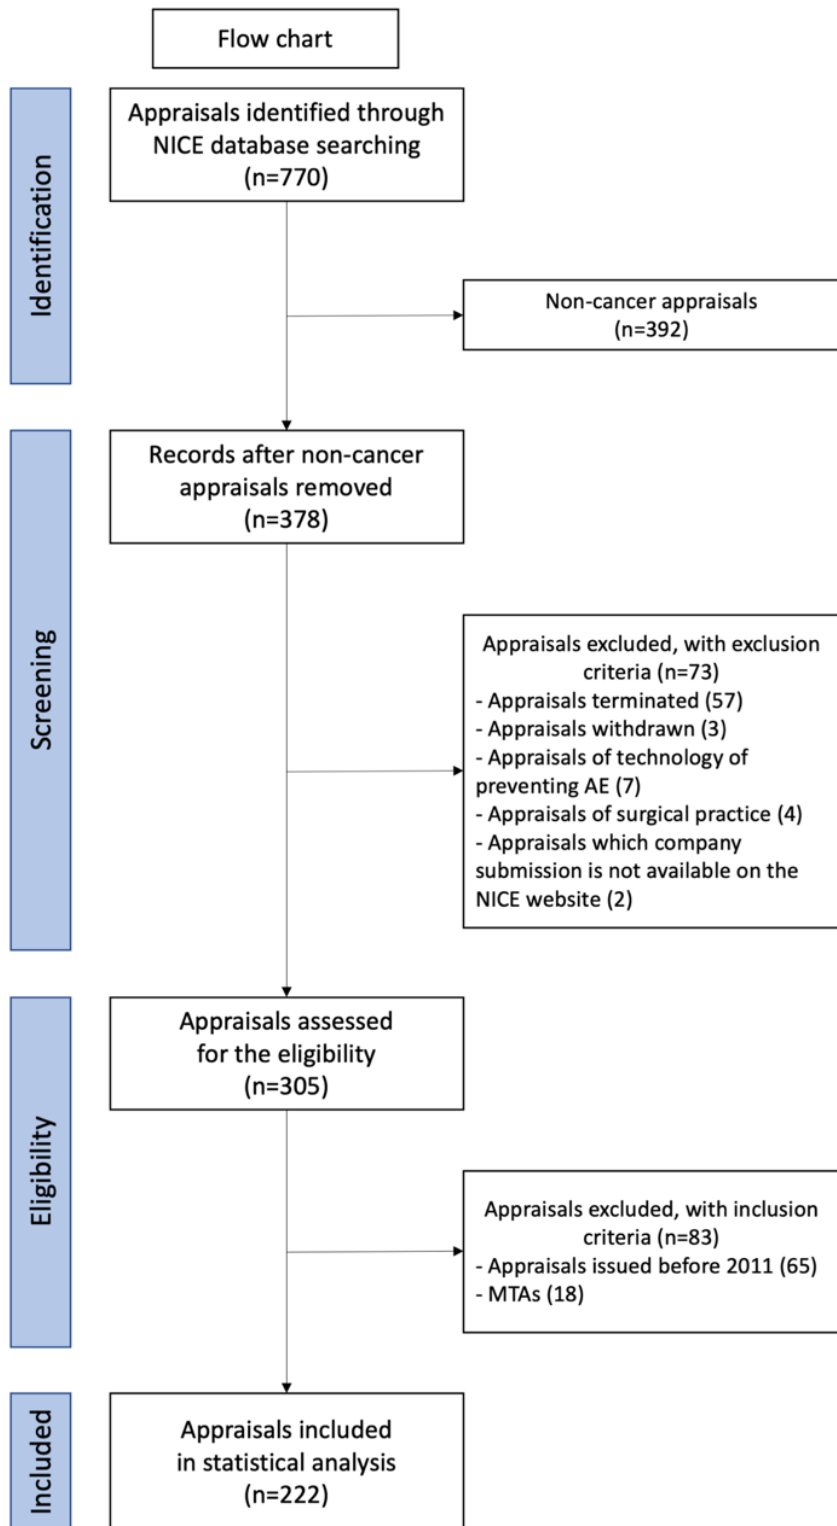 Flow chart
Identification
Appraisals identified through
NICE database searching
(n=770)
Non-cancer appraisals
(n=392)
Screening
Records after non-cancer
appraisals removed
(n=378)
Appraisals excluded, with exclusion
criteria (n=73)
- Appraisals terminated (57)
- Appraisals withdrawn (3)
- Appraisals of technology of
preventing AE (7)
- Appraisals of surgical practice (4)
- Appraisals which company
submission is not available on the
NICE website (2)
Eligibility
Appraisals assessed
for the eligibility
(n=305)
Appraisals excluded, with inclusion
criteria (n=83)
- Appraisals issued before 2011 (65)
- MTAs (18)
Included
Appraisals included
in statistical analysis
(n=222)